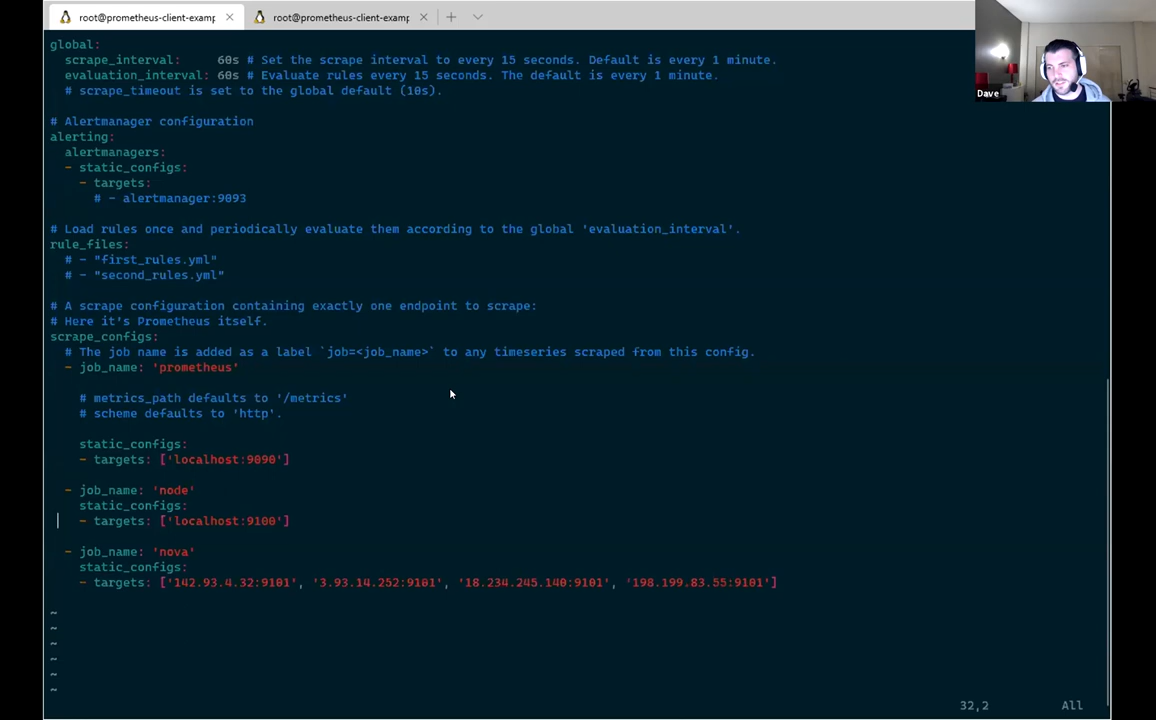 root@prometheus-client-examp
root@prometheus-client-examp
Dave
global:
  scrape_interval:     60s # Set the scrape interval to every 15 seconds. Default is every 1 minute.
  evaluation_interval: 60s # Evaluate rules every 15 seconds. The default is every 1 minute.
  # scrape_timeout is set to the global default (10s).
# Alertmanager configuration
alerting:
  alertmanagers:
  - static_configs:
    - targets:
      # - alertmanager:9093
# Load rules once and periodically evaluate them according to the global 'evaluation_interval'.
rule_files:
  # - "first_rules.yml"
  # - "second_rules.yml"
# A scrape configuration containing exactly one endpoint to scrape:
# Here it's Prometheus itself.
scrape_configs:
  # The job name is added as a label `job=<job_name>` to any timeseries scraped from this config.
  - job_name: 'prometheus'
    # metrics_path defaults to '/metrics'
    # scheme defaults to 'http'.
    static_configs:
    - targets: ['localhost:9090']
  - job_name: 'node'
    static_configs:
    - targets: ['localhost:9100']
  - job_name: 'nova'
    static_configs:
    - targets: ['142.93.4.32:9101', '3.93.14.252:9101', '18.234.245.140:9101', '198.199.83.55:9101']
~
~
~
~
~
~
32,2 All